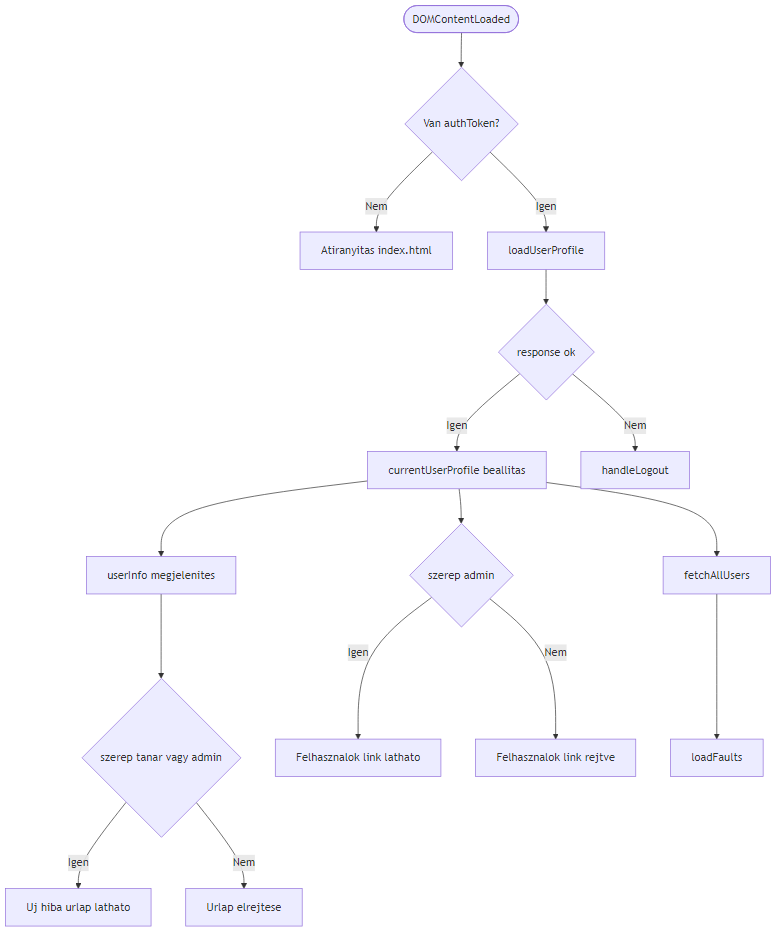 DOMContentLoaded
Van authToken?
Nem
Igen
Atiranyitas index.html
loadUserProfile
response ok
Igen
Nem
currentUserProfile beallitas
handleLogout
userInfo megjelenites
szerep admin
fetchAllUsers
Igen
Nem
szerep tanar vagy admin
Felhasznalok link lathato
Felhasznalok link rejtve
loadFaults
Igen
Nem
Uj hiba urlap lathato
Urlap elrejtese